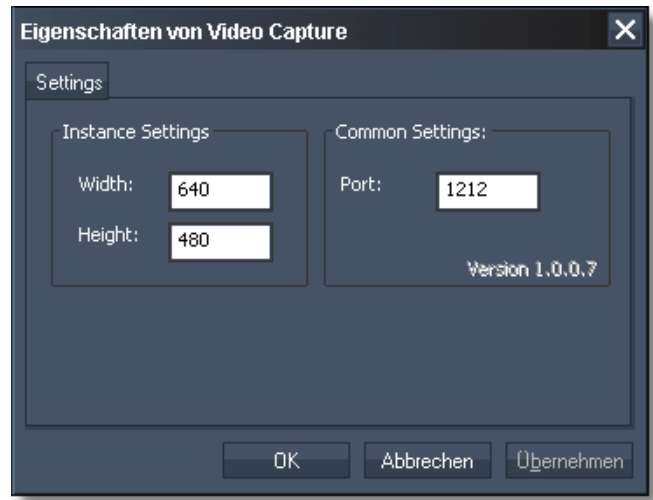 Eigenschaften von Video Capture
Settings
Instance Settings
Width: 640
Height: 480
Common Settings:
Port: 1212
Version 1.0.0.7
OK
Abbrechen
Übernehmen